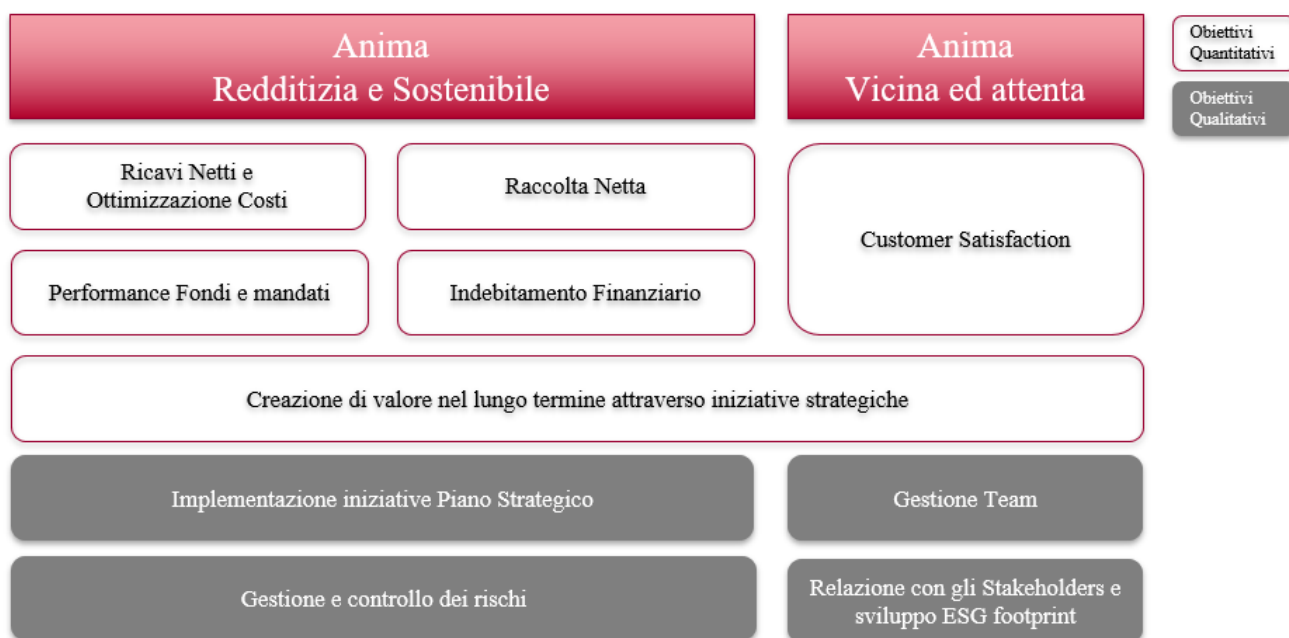 Anima
Redditizia e Sostenibile
Anima
Vicina ed attenta
Obiettivi
Quantitativi
Obiettivi
Qualitativi
Ricavi Netti e
Ottimizzazione Costi
Raccolta Netta
Customer Satisfaction
Performance Fondi e mandati
Indebitamento Finanziario
Creazione di valore nel lungo termine attraverso iniziative strategiche
Implementazione iniziative Piano Strategico
Gestione Team
Gestione e controllo dei rischi
Relazione con gli Stakeholders e
sviluppo ESG footprint